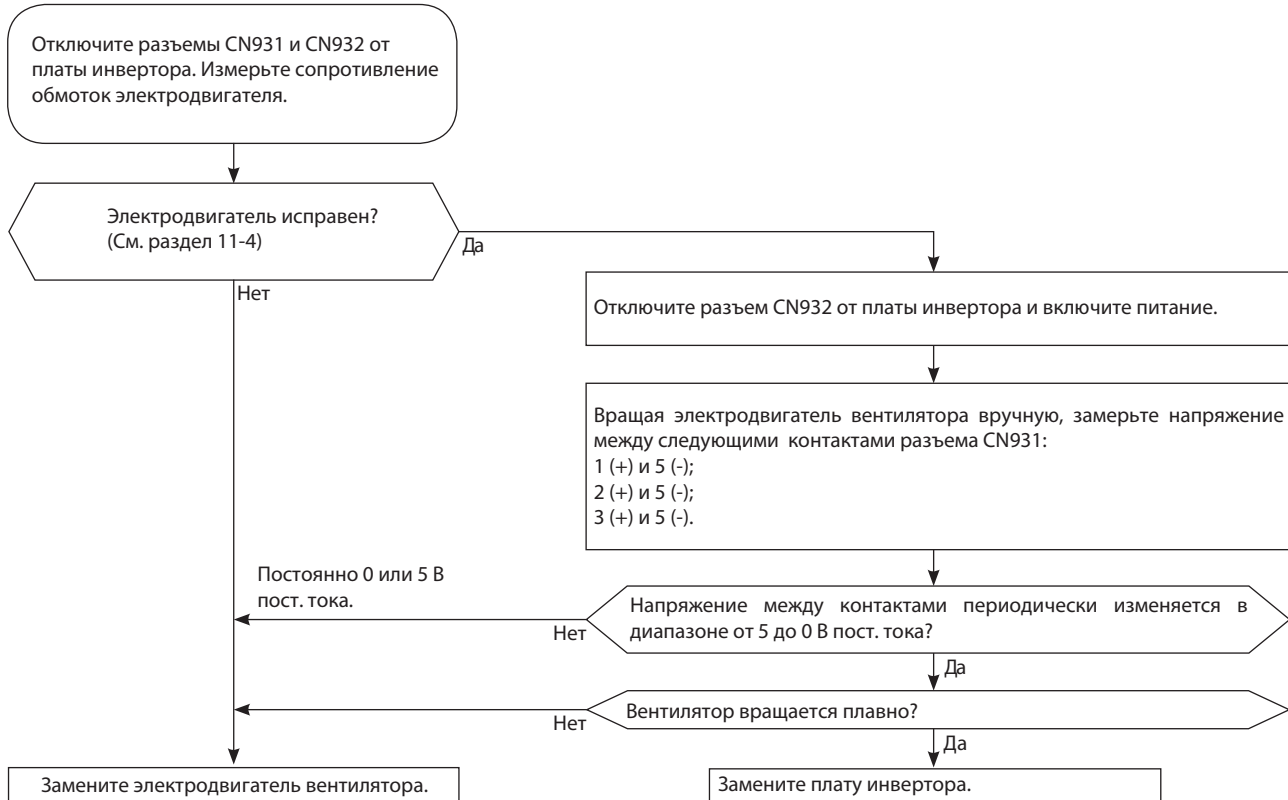 Отключите разъемы CN931 и CN932 от
платы инвертора. Измерьте сопротивление
обмоток электродвигателя.
Электродвигатель исправен?
(См. раздел 11-4)
Да
Нет
Отключите разъем CN932 от платы инвертора и включите питание.
Вращая электродвигатель вентилятора вручную, замерьте напряжение
между следующими контактами разъема CN931:
1 (+) и 5 (-);
2 (+) и 5 (-);
3 (+) и 5 (-).
Постоянно 0 или 5 В
пост. тока.
Напряжение между контактами периодически изменяется в
диапазоне от 5 до 0 В пост. тока?
Нет
Да
Вентилятор вращается плавно?
Нет
Да
Замените электродвигатель вентилятора.
Замените плату инвертора.